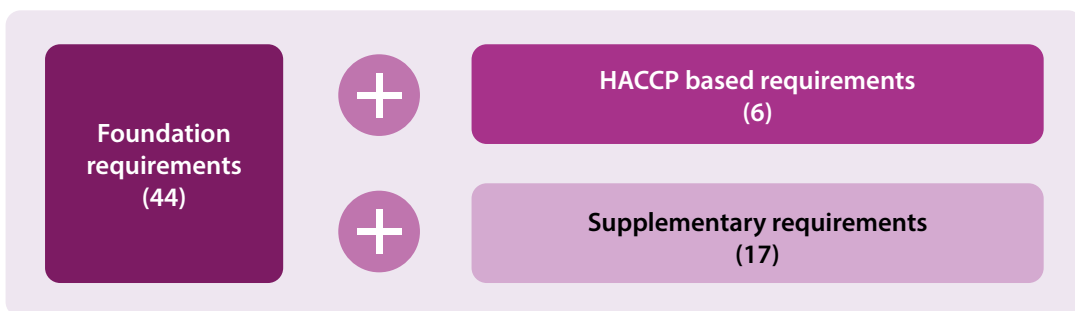 Foundation
requirements
(44)
HACCP based requirements
(6)
Supplementary requirements
(17)